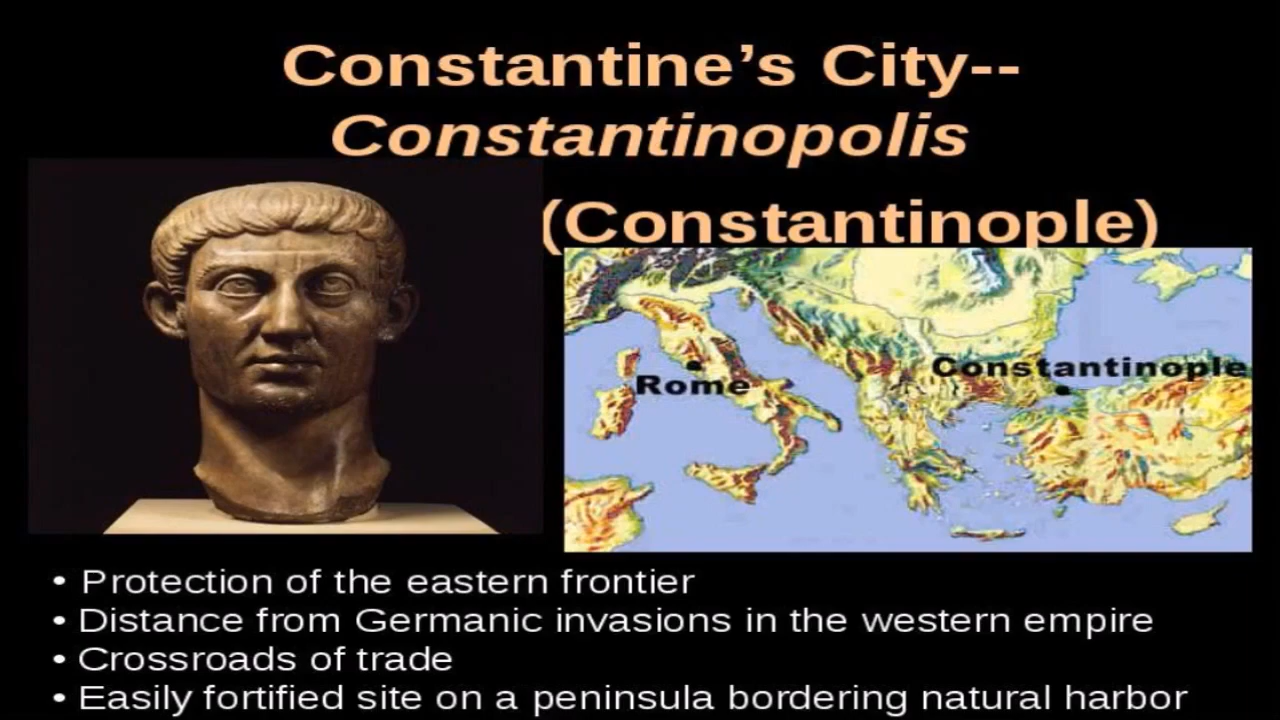 Constantine’s City--
Constantinopolis
(Constantinople)
Rome
Constantinople
• Protection of the eastern frontier
• Distance from Germanic invasions in the western empire
• Crossroads of trade
• Easily fortified site on a peninsula bordering natural harbor